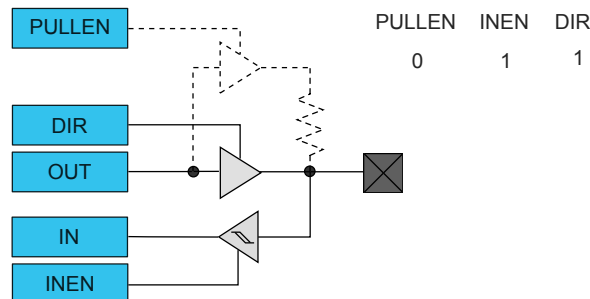 PULLEN
PULLEN INEN DIR
0 1 1
DIR
OUT
IN
INEN